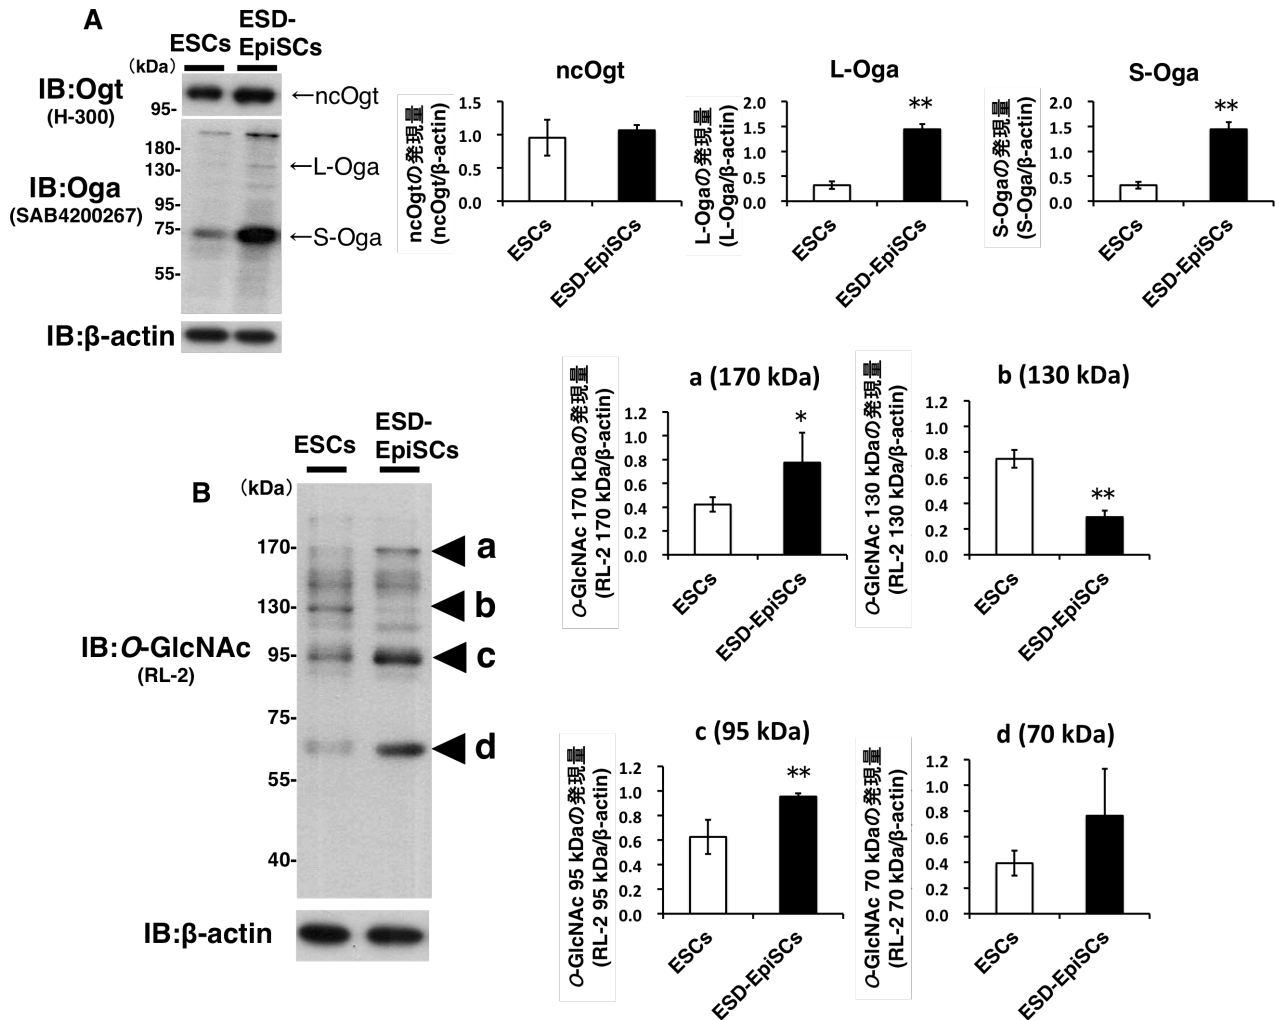 A
ESCs
ESD-
EpiSCs
(kDa)
IB:Ogt
(H-300)
95-
←ncOgt
180-
130-
←L-Oga
IB:Oga
(SAB4200267)
95-
75-
←S-Oga
55-
IB:β-actin
ncOgt
ncOgtの発現量
(ncOgt/β-actin)
1.5
1.0
0.5
0.0
ESCs
ESD-EpiSCs
L-Oga
L-Ogaの発現量
(L-Oga/β-actin)
2.0
1.5
1.0
0.5
0.0
**
ESCs
ESD-EpiSCs
S-Oga
S-Ogaの発現量
(S-Oga/β-actin)
2.0
1.5
1.0
0.5
0.0
**
ESCs
ESD-EpiSCs
B
ESCs
ESD-
EpiSCs
(kDa)
170-
a
130-
b
IB:O-GlcNAc
(RL-2)
95-
c
75-
d
55-
40-
IB:β-actin
a (170 kDa)
O-GlcNAc 170 kDaの発現量
(RL-2 170 kDa/β-actin)
1.2
1.0
0.8
0.6
0.4
0.2
0.0
*
ESCs
ESD-EpiSCs
b (130 kDa)
O-GlcNAc 130 kDaの発現量
(RL-2 130 kDa/β-actin)
1.2
1.0
0.8
0.6
0.4
0.2
0.0
**
ESCs
ESD-EpiSCs
c (95 kDa)
O-GlcNAc 95 kDaの発現量
(RL-2 95 kDa/β-actin)
1.2
1.0
0.8
0.6
0.4
0.2
0.0
**
ESCs
ESD-EpiSCs
d (70 kDa)
O-GlcNAc 70 kDaの発現量
(RL-2 70 kDa/β-actin)
1.2
1.0
0.8
0.6
0.4
0.2
0.0
ESCs
ESD-EpiSCs